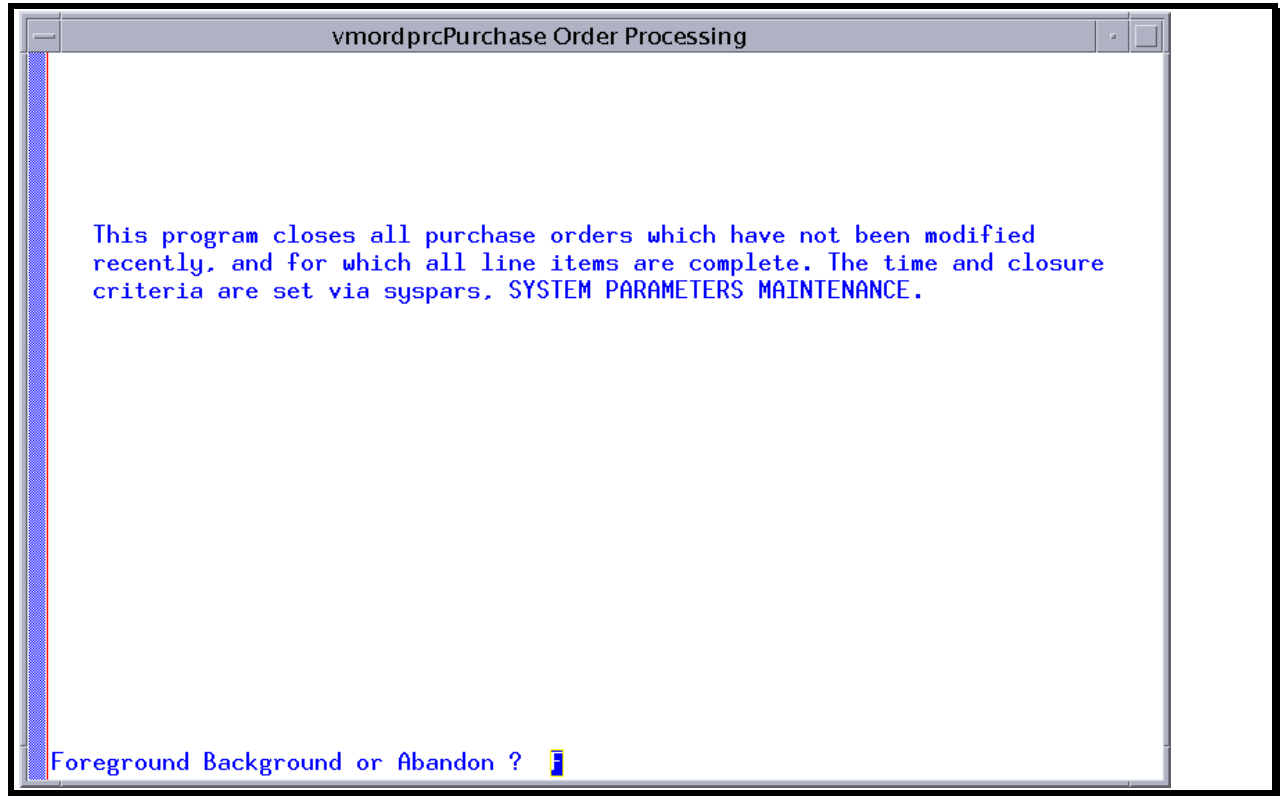 vmordprcPurchase Order Processing
This program closes all purchase orders which have not been modified
recently, and for which all line items are complete. The time and closure
criteria are set via syspars, SYSTEM PARAMETERS MAINTENANCE.
Foreground Background or Abandon ? F